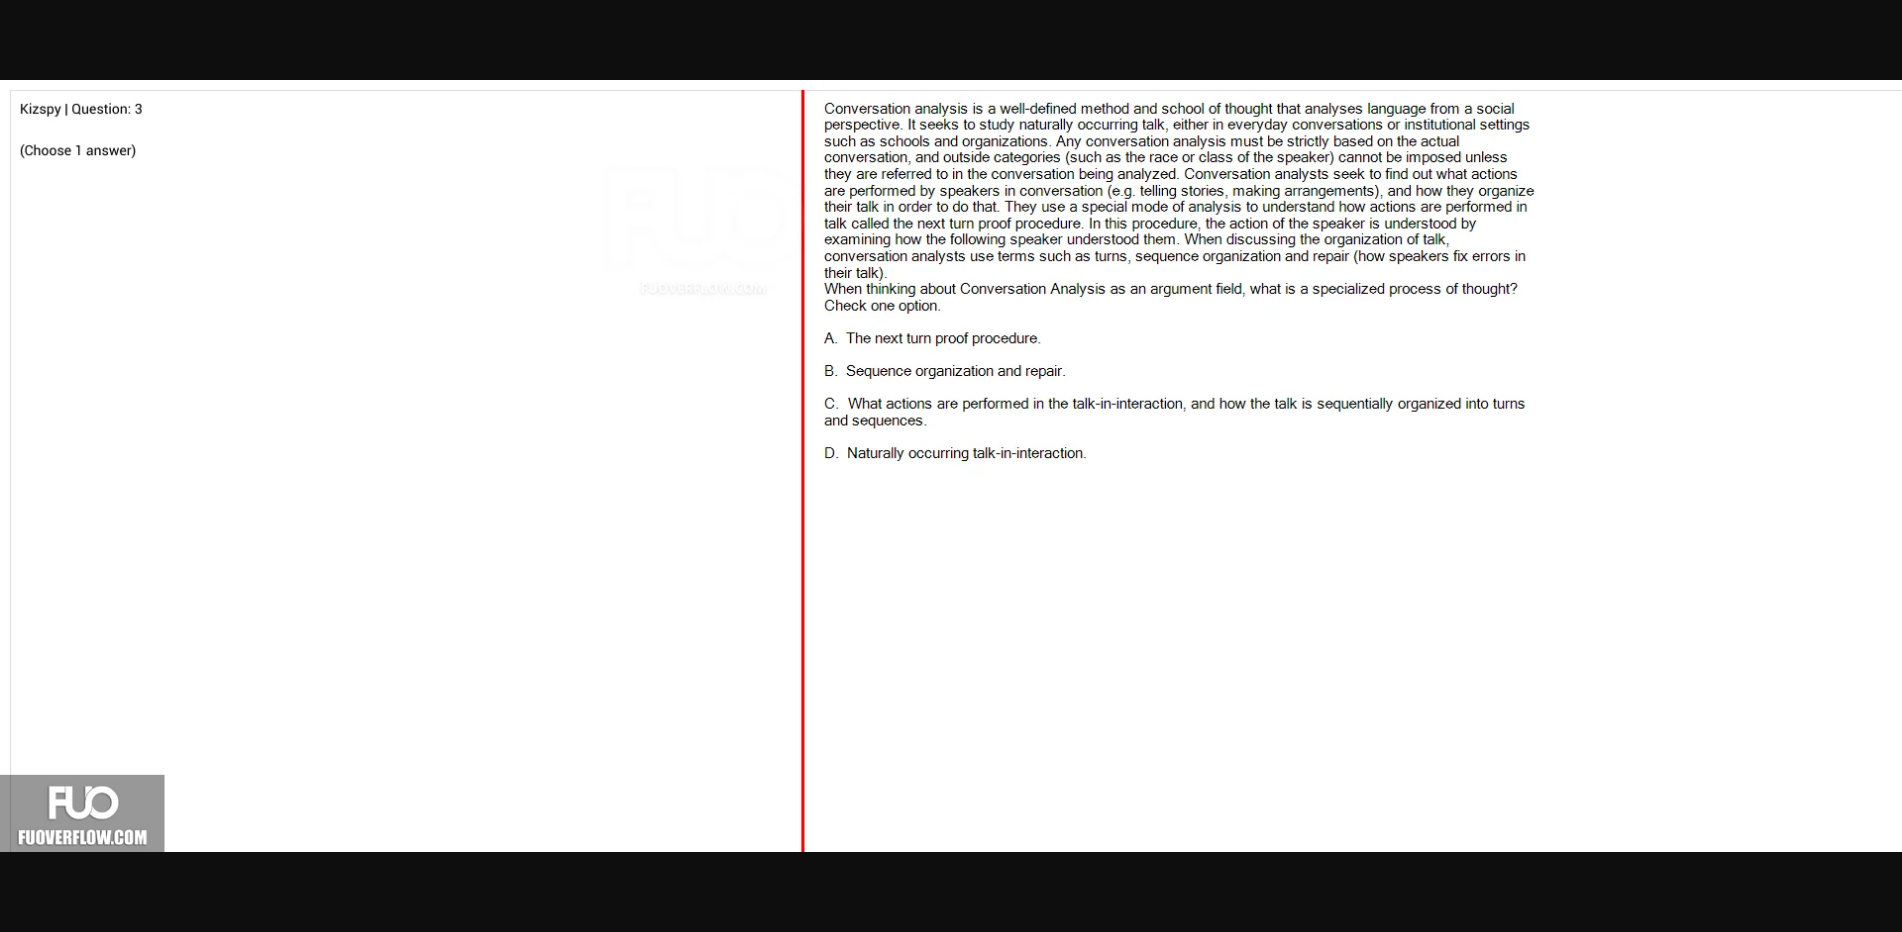 Kizspy | Question: 3
(Choose 1 answer)
FUO
FUOVERFLOW.COM
Conversation analysis is a well-defined method and school of thought that analyses language from a social
perspective. It seeks to study naturally occurring talk, either in everyday conversations or institutional settings
such as schools and organizations. Any conversation analysis must be strictly based on the actual
conversation, and outside categories (such as the race or class of the speaker) cannot be imposed unless
they are referred to in the conversation being analyzed. Conversation analysts seek to find out what actions
are performed by speakers in conversation (e.g. telling stories, making arrangements), and how they organize
their talk in order to do that. They use a special mode of analysis to understand how actions are performed in
talk called the next turn proof procedure. In this procedure, the action of the speaker is understood by
examining how the following speaker understood them. When discussing the organization of talk,
conversation analysts use terms such as turns, sequence organization and repair (how speakers fix errors in
their talk).
When thinking about Conversation Analysis as an argument field, what is a specialized process of thought?
Check one option.
A. The next turn proof procedure.
B. Sequence organization and repair.
C. What actions are performed in the talk-in-interaction, and how the talk is sequentially organized into turns
and sequences.
D. Naturally occurring talk-in-interaction.
FUO
FUOVERFLOW.COM